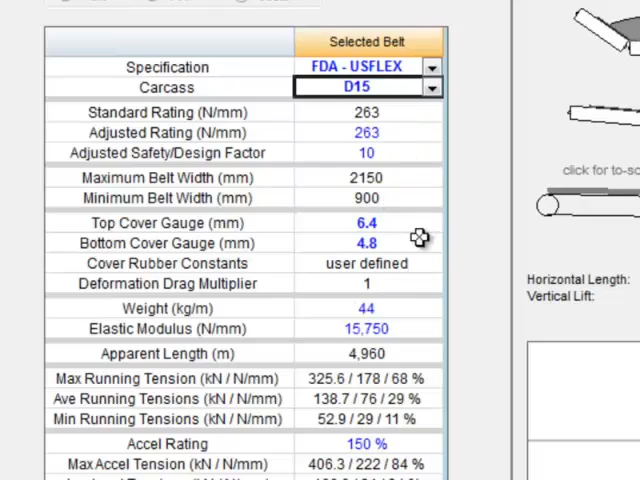 Selected Belt
Specification FDA - USFLEX
Carcass D15
Standard Rating (N/mm) 263
Adjusted Rating (N/mm) 263
Adjusted Safety/Design Factor 10
Maximum Belt Width (mm) 2150
Minimum Belt Width (mm) 900
Top Cover Gauge (mm) 6.4
Bottom Cover Gauge (mm) 4.8
Cover Rubber Constants user defined
Deformation Drag Multiplier 1
Weight (kg/m) 44
Elastic Modulus (N/mm) 15,750
Apparent Length (m) 4,960
Max Running Tension (kN / N/mm) 325.6 / 178 / 68 %
Ave Running Tensions (kN / N/mm) 138.7 / 76 / 29 %
Min Running Tensions (kN / N/mm) 52.9 / 29 / 11 %
Accel Rating 150 %
Max Accel Tension (kN / N/mm) 406.3 / 222 / 84 %
click for to-sc
Horizontal Length:
Vertical Lift: